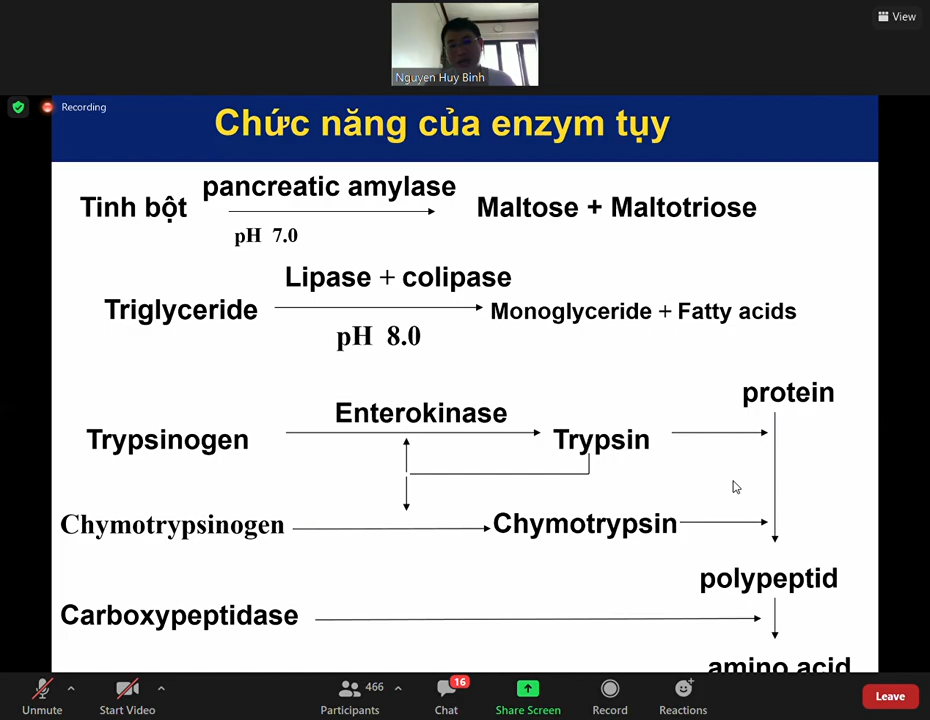 View
Nguyen Huy Binh
Recording
Chức năng của enzym tụy
pancreatic amylase
Tinh bột
Maltose + Maltotriose
pH 7.0
Lipase + colipase
Triglyceride
Monoglyceride + Fatty acids
pH 8.0
protein
Enterokinase
Trypsinogen
Trypsin
Chymotrypsinogen
Chymotrypsin
polypeptid
Carboxypeptidase
amino acid
16
466
Unmute
Start Video
Participants
Chat
Share Screen
Record
Reactions
Leave